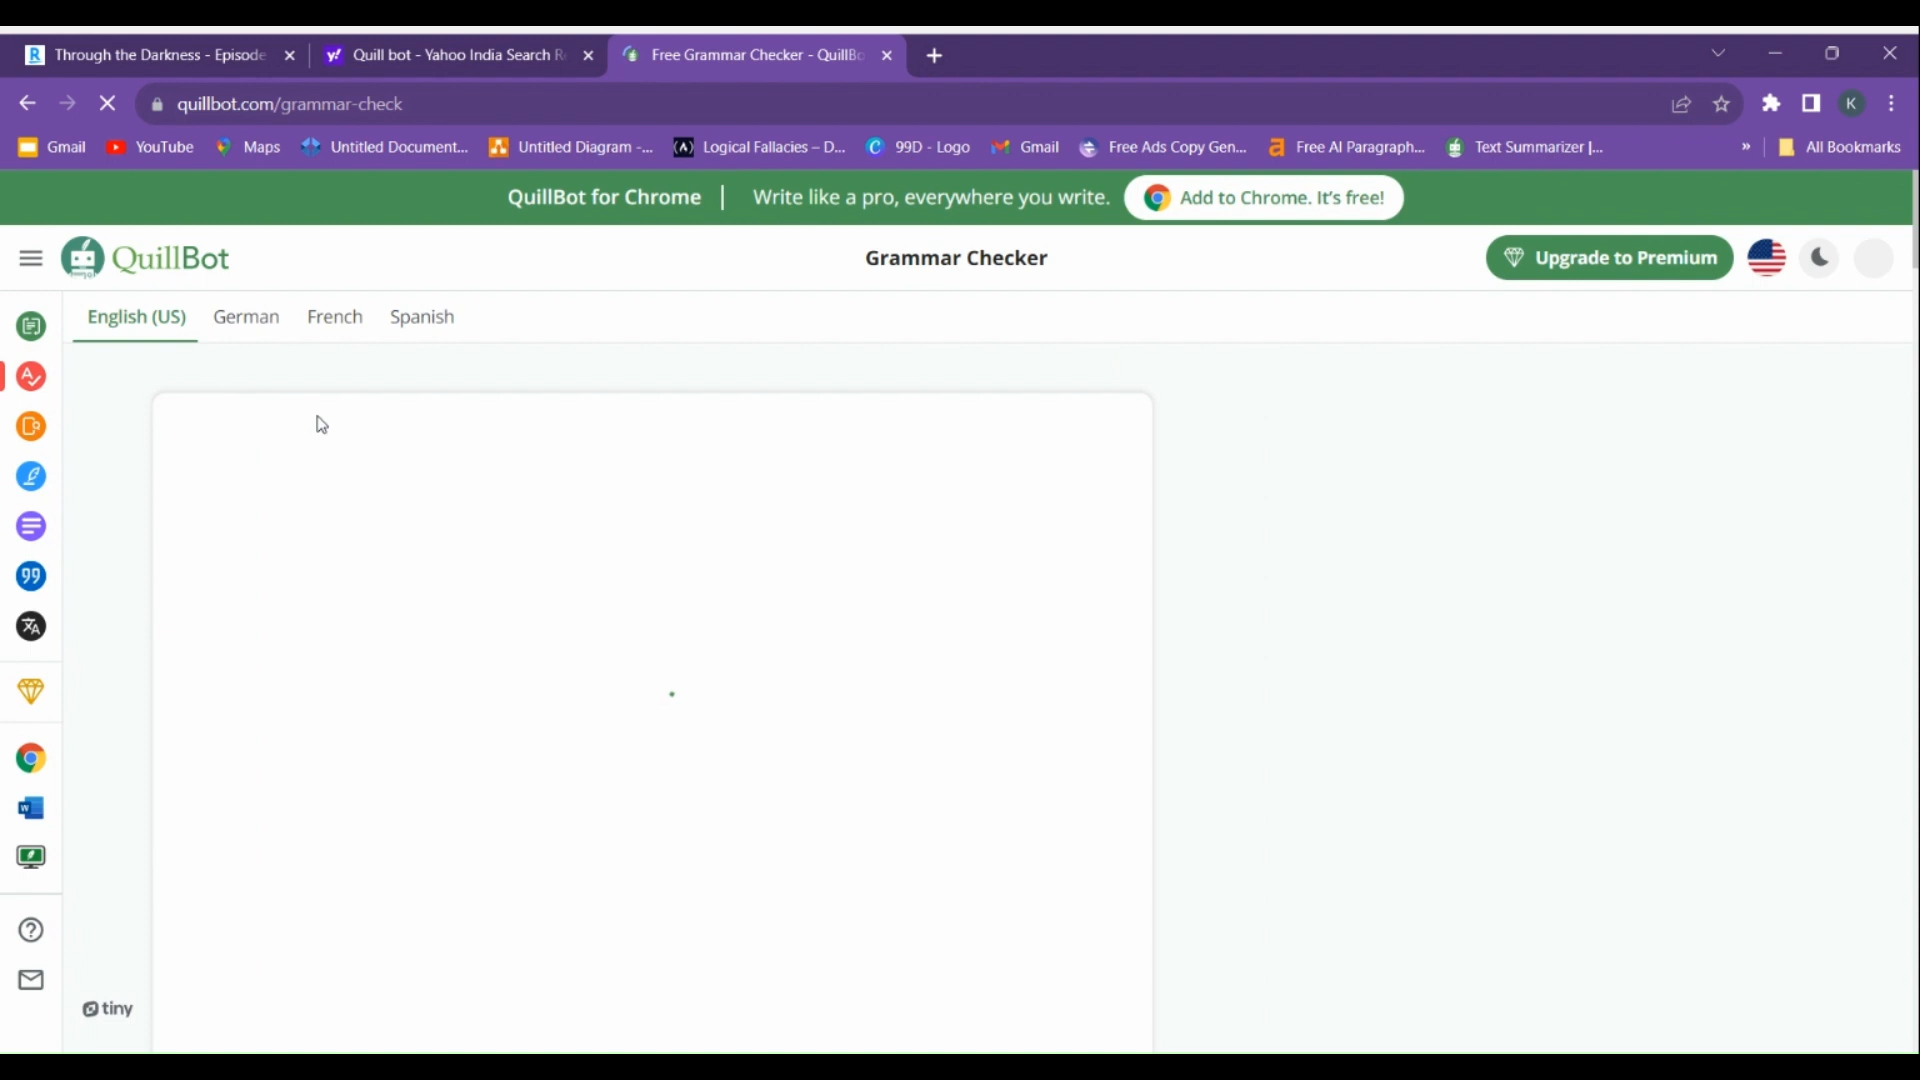 Through the Darkness - Episode
Quill bot - Yahoo India Search R
Free Grammar Checker - QuillBo
quillbot.com/grammar-check
K
Gmail
YouTube
Maps
Untitled Document...
Untitled Diagram -...
Logical Fallacies – D...
99D - Logo
Gmail
Free Ads Copy Gen...
Free AI Paragraph...
Text Summarizer |...
»
All Bookmarks
QuillBot for Chrome | Write like a pro, everywhere you write. Add to Chrome. It's free!
QuillBot
Grammar Checker
Upgrade to Premium
English (US) German French Spanish
tiny